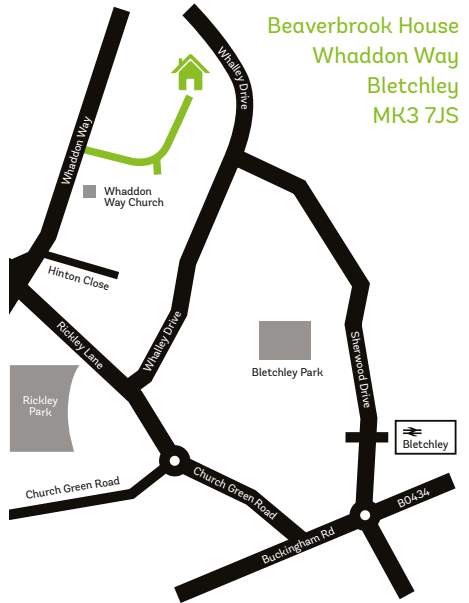 Beaverbrook House
Whaddon Way
Bletchley
MK3 7JS
Whalley Drive
Whaddon Way
Whaddon
Way Church
Hinton Close
Rickley Lane
Whalley Drive
Bletchley Park
Sherwood Drive
Rickley
Park
Bletchley
Church Green Road
Church Green Road
B0434
Buckingham Rd